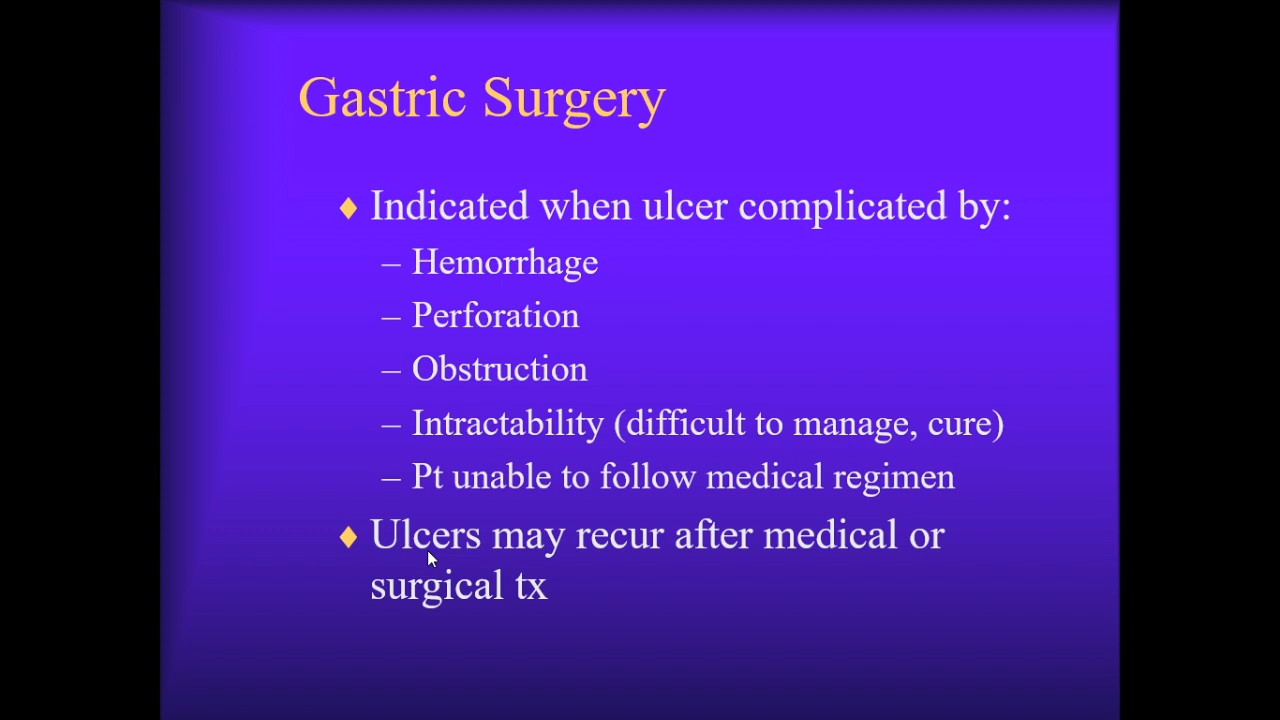 Gastric Surgery
♦ Indicated when ulcer complicated by:
– Hemorrhage
– Perforation
– Obstruction
– Intractability (difficult to manage, cure)
– Pt unable to follow medical regimen
♦ Ulcers may recur after medical or
surgical tx